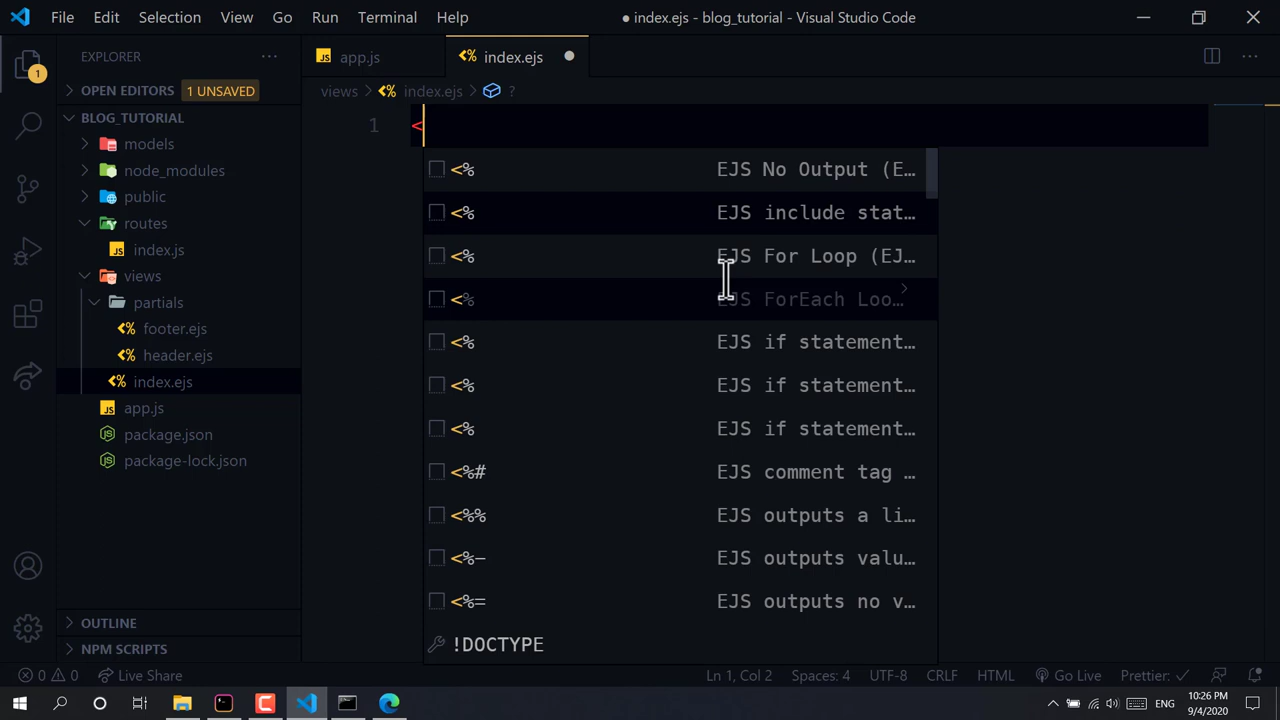 File Edit Selection View Go Run Terminal Help
● index.ejs - blog_tutorial - Visual Studio Code
EXPLORER
1
OPEN EDITORS 1 UNSAVED
BLOG_TUTORIAL
models
node_modules
public
routes
index.js
views
partials
footer.ejs
header.ejs
index.ejs
app.js
package.json
package-lock.json
OUTLINE
NPM SCRIPTS
app.js index.ejs
views > index.ejs > ?
1 <
<% EJS No Output (E…
<% EJS include stat…
<% EJS For Loop (EJ…
<% EJS ForEach Loo…
<% EJS if statement…
<% EJS if statement…
<% EJS if statement…
<%# EJS comment tag …
<%% EJS outputs a li…
<%- EJS outputs valu…
<%= EJS outputs no v…
!DOCTYPE
0 0 Live Share Ln 1, Col 2 Spaces: 4 UTF-8 CRLF HTML Go Live Prettier: ✓
ENG
10:26 PM
9/4/2020